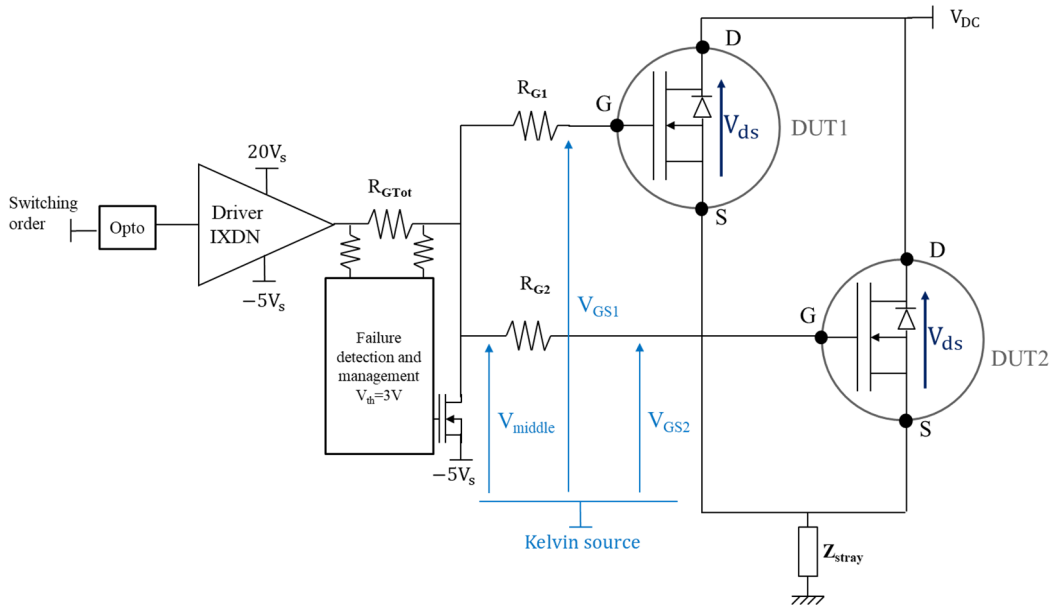 V_DC
D
R_G1
G
V_ds
DUT1
20V_s
R_GTot
Switching
order
Opto
Driver
IXDN
S
−5V_s
D
R_G2
V_GS1
G
V_ds
DUT2
Failure
detection and
management
V_th=3V
V_middle
V_GS2
S
−5V_s
Kelvin source
Z_stray